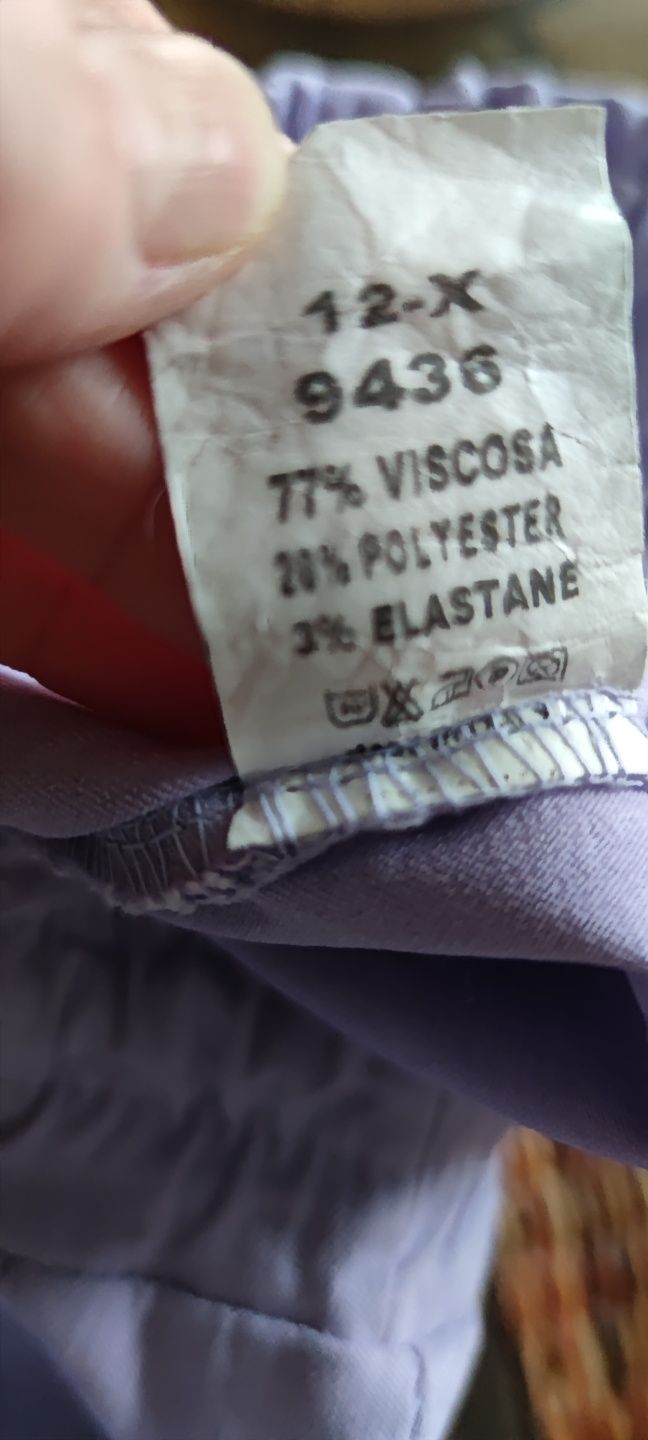 12-X
9436
77% VISCOSA
20% POLYESTER
3% ELASTANE